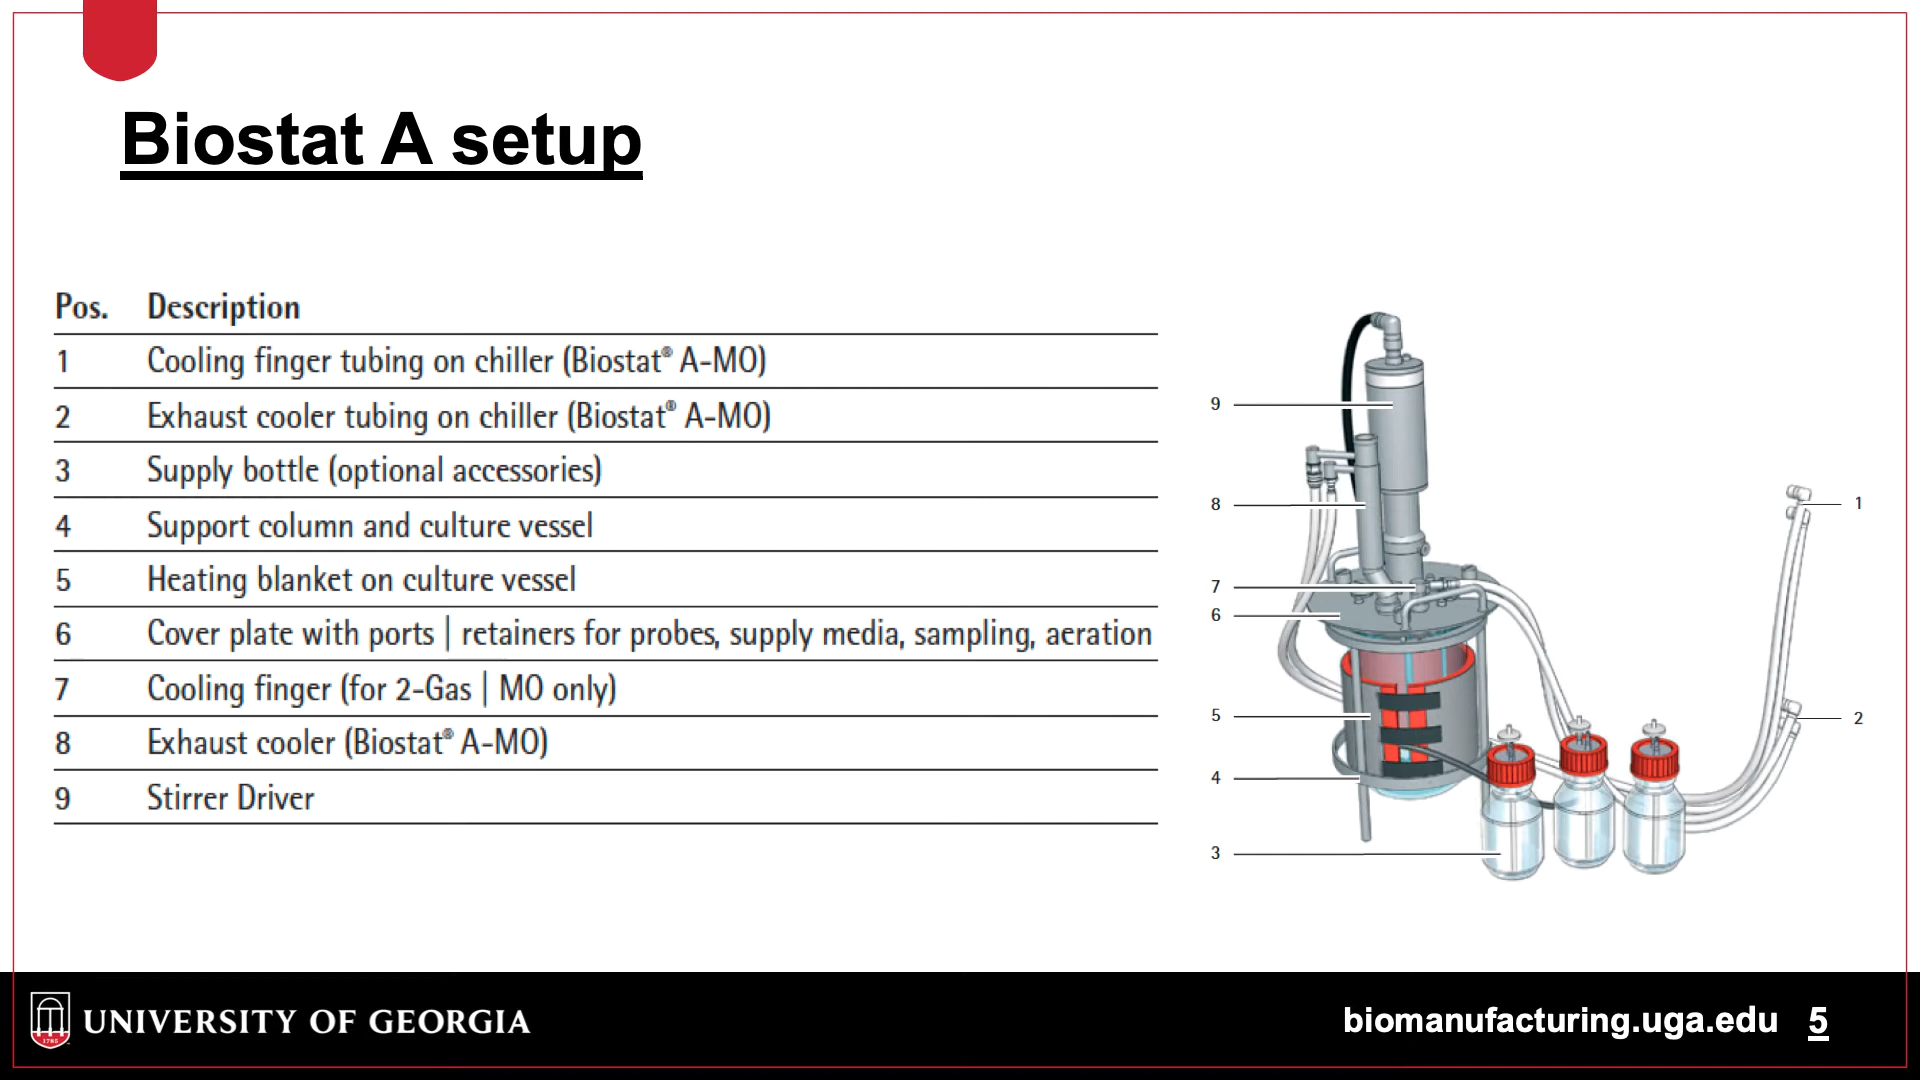 Biostat A setup
Pos. Description
1 Cooling finger tubing on chiller (Biostat® A-MO)
2 Exhaust cooler tubing on chiller (Biostat® A-MO)
3 Supply bottle (optional accessories)
4 Support column and culture vessel
5 Heating blanket on culture vessel
6 Cover plate with ports | retainers for probes, supply media, sampling, aeration
7 Cooling finger (for 2-Gas | MO only)
8 Exhaust cooler (Biostat® A-MO)
9 Stirrer Driver
9
8
7
6
5
4
3
1
2
1785
UNIVERSITY OF GEORGIA
biomanufacturing.uga.edu 5